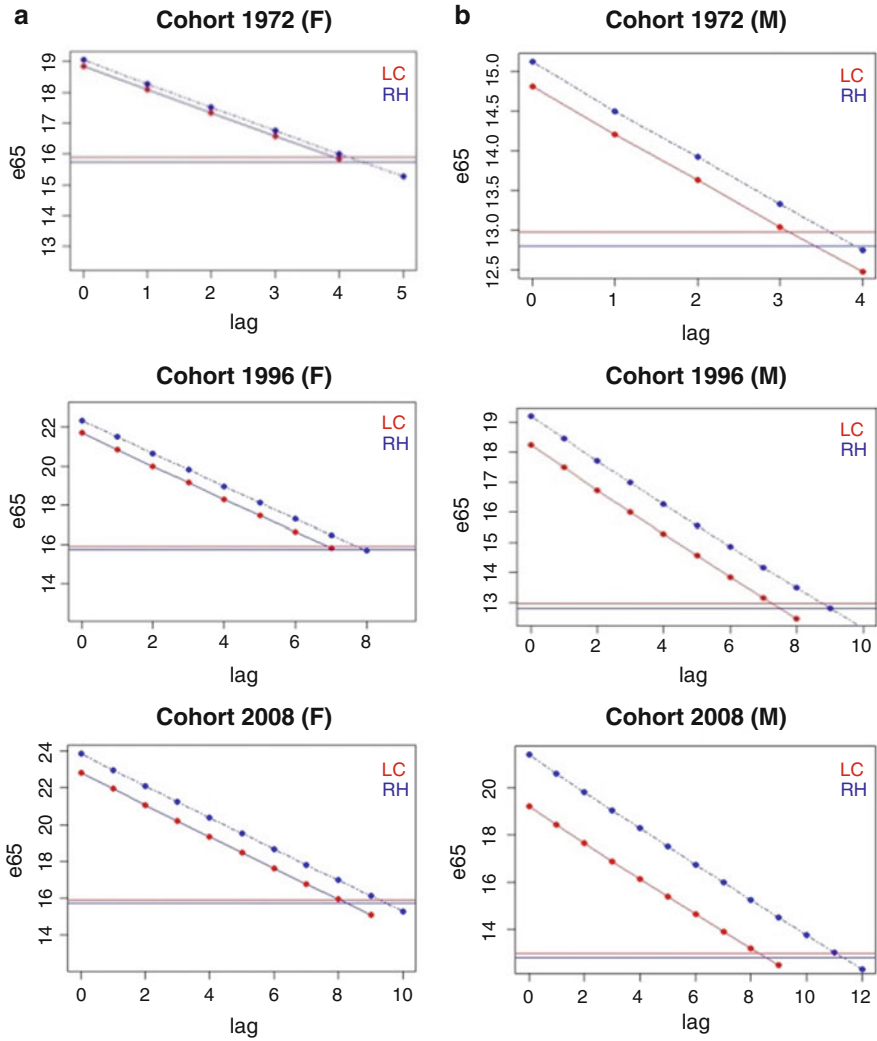 a
Cohort 1972 (F)
LC
RH
e65
19
18
17
16
15
14
13
0 1 2 3 4 5
lag
b
Cohort 1972 (M)
LC
RH
e65
15.0
14.5
14.0
13.5
13.0
12.5
0 1 2 3 4
lag
Cohort 1996 (F)
LC
RH
e65
22
20
18
16
14
0 2 4 6 8
lag
Cohort 1996 (M)
LC
RH
e65
19
18
17
16
15
14
13
0 2 4 6 8 10
lag
Cohort 2008 (F)
LC
RH
e65
24
22
20
18
16
14
0 2 4 6 8 10
lag
Cohort 2008 (M)
LC
RH
e65
20
18
16
14
0 2 4 6 8 10 12
lag